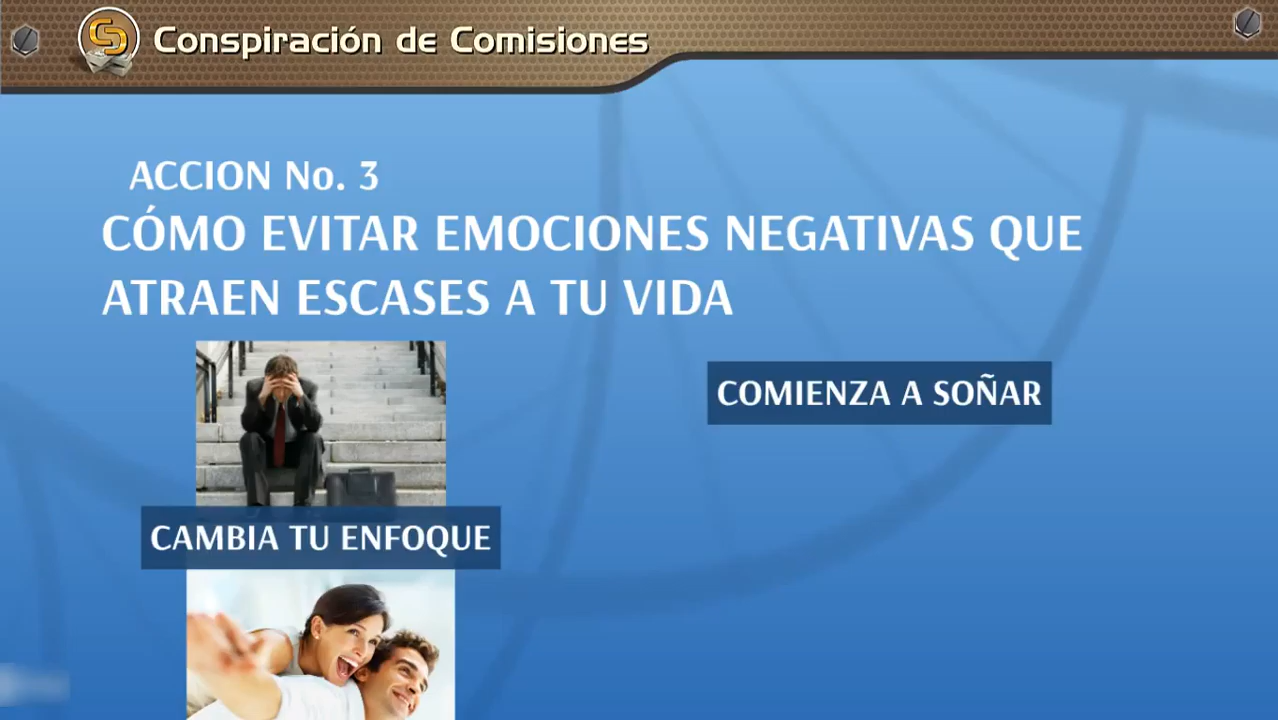 Conspiración de Comisiones
ACCION No. 3
CÓMO EVITAR EMOCIONES NEGATIVAS QUE
ATRAEN ESCASES A TU VIDA
COMIENZA A SOÑAR
CAMBIA TU ENFOQUE